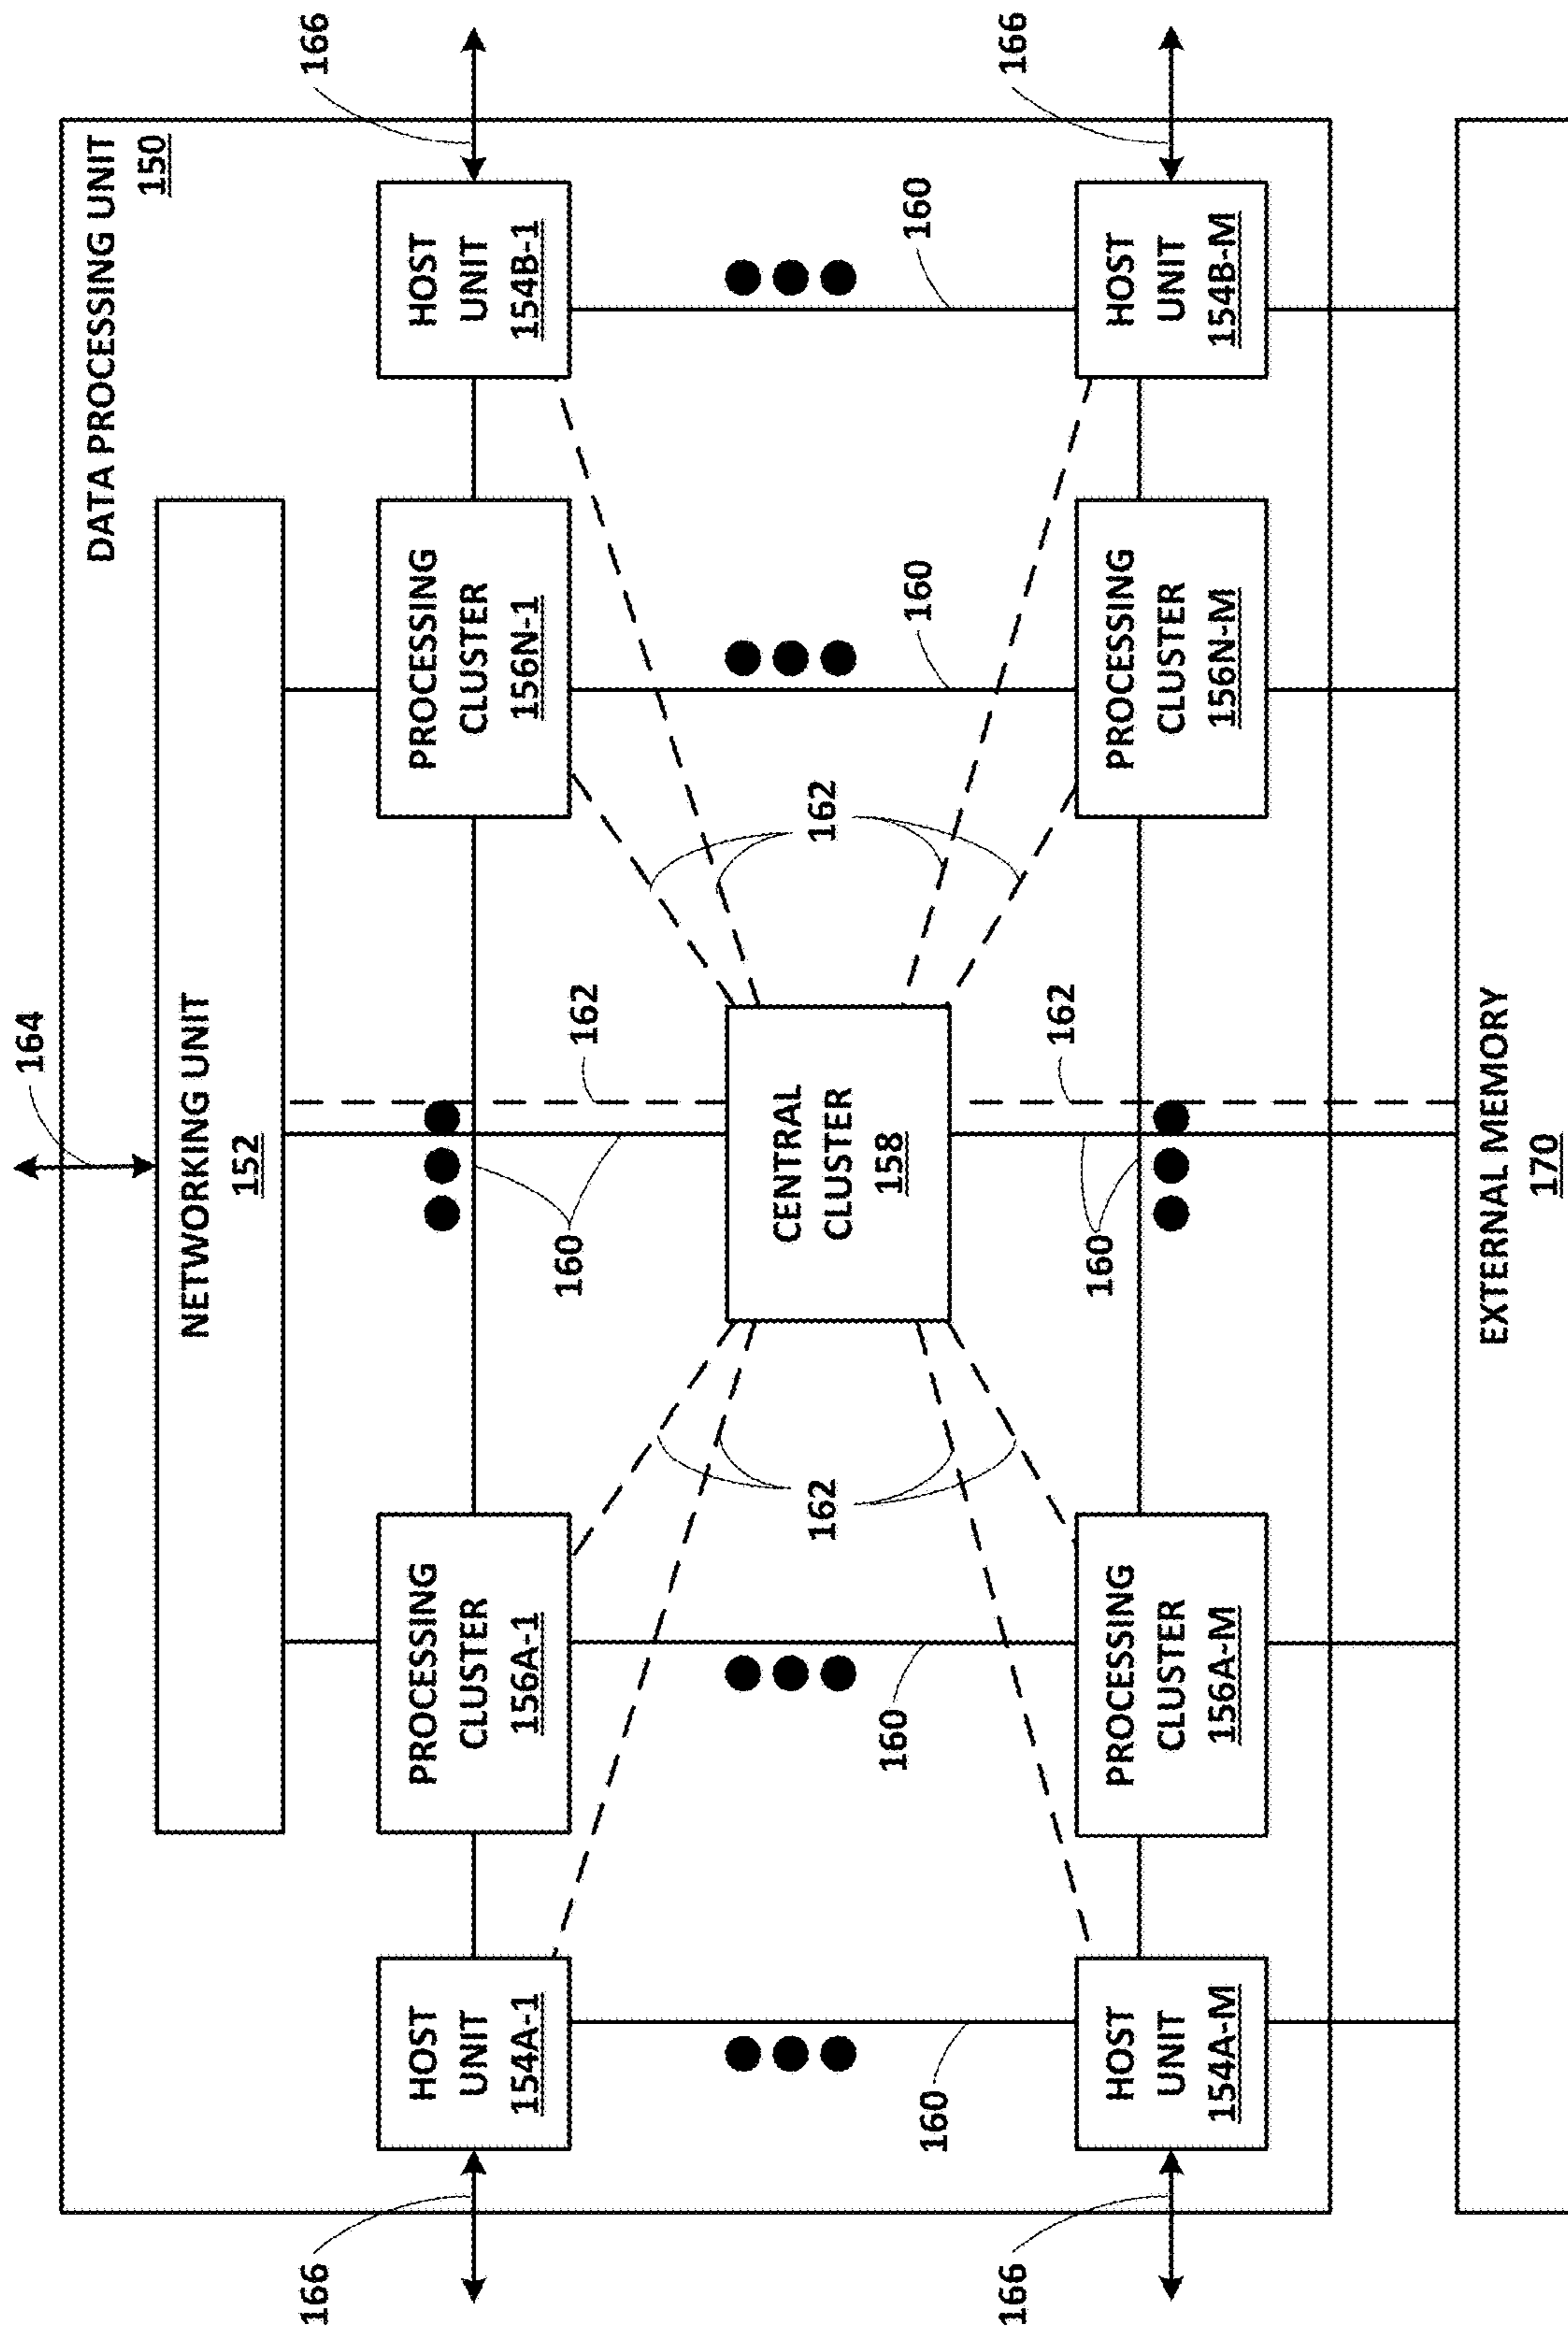 164
DATA PROCESSING UNIT
150
NETWORKING UNIT
152
166
HOST
UNIT
154A-1
PROCESSING
CLUSTER
156A-1
PROCESSING
CLUSTER
156N-1
HOST
UNIT
154B-1
166
160
162
CENTRAL
CLUSTER
158
162
162
160
160
160
160
160
162
166
HOST
UNIT
154A-M
PROCESSING
CLUSTER
156A-M
PROCESSING
CLUSTER
156N-M
HOST
UNIT
154B-M
166
EXTERNAL MEMORY
170